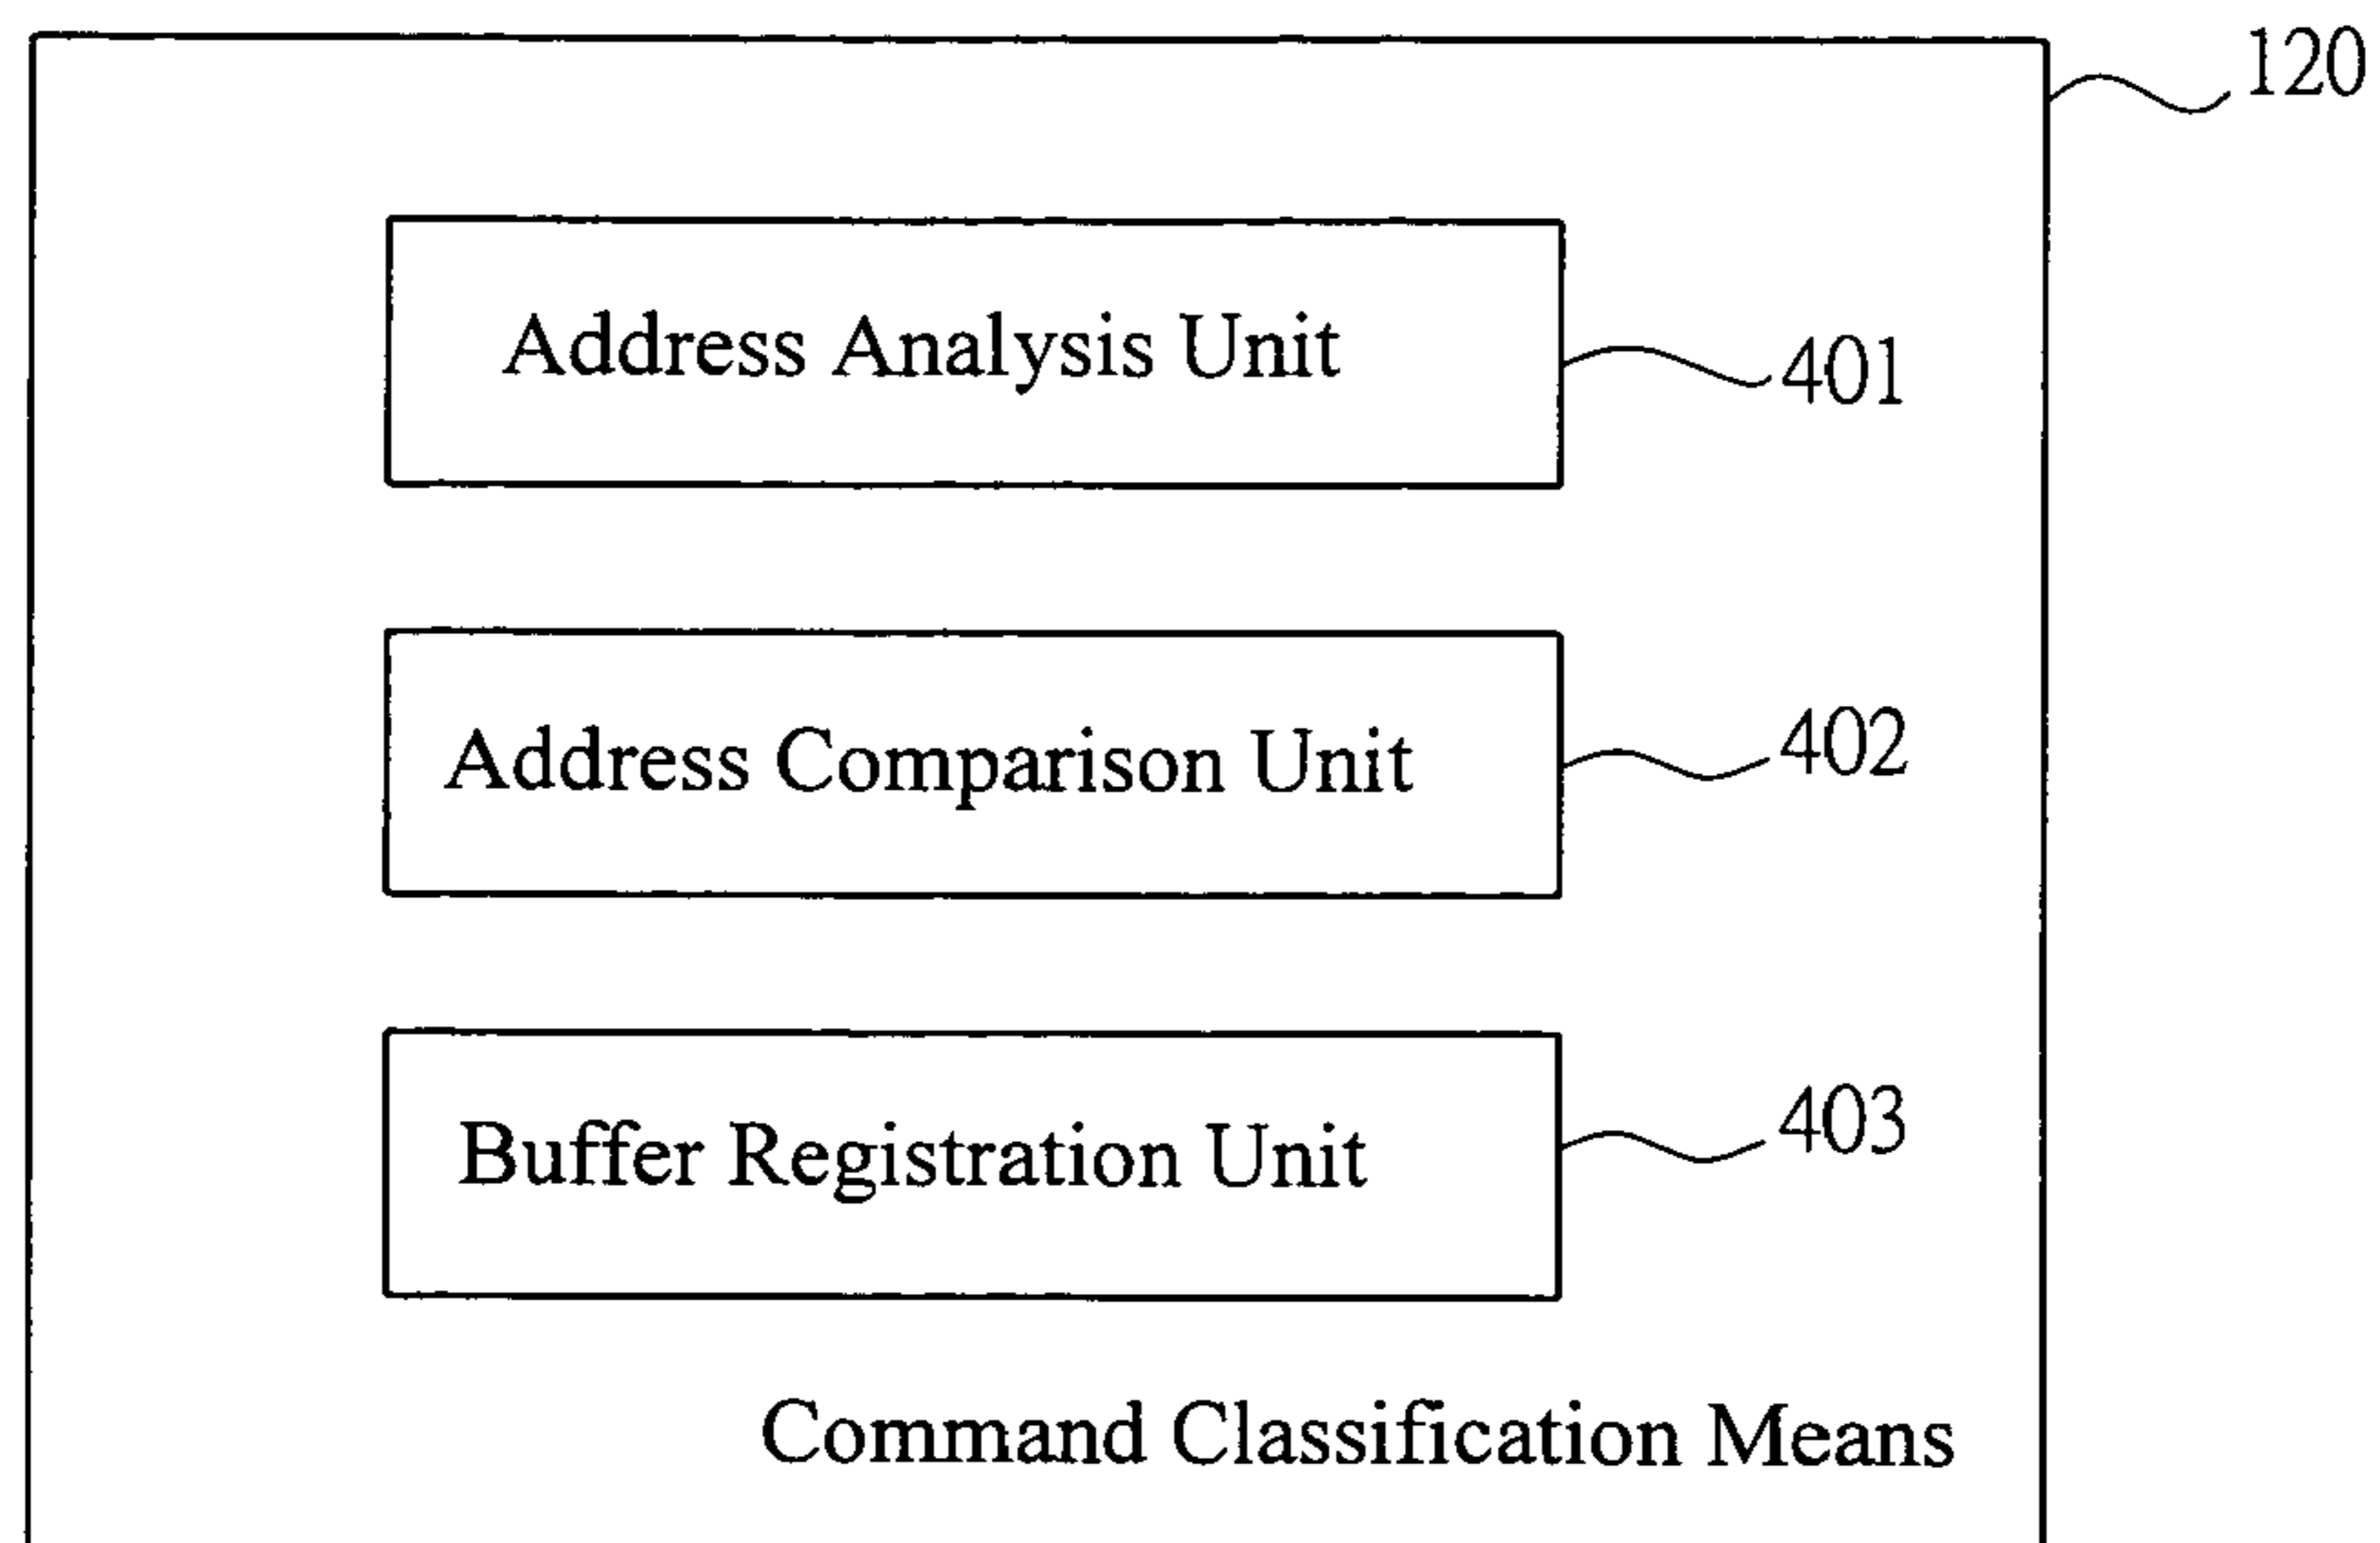 120
Address Analysis Unit
401
Address Comparison Unit
402
Buffer Registration Unit
403
Command Classification Means